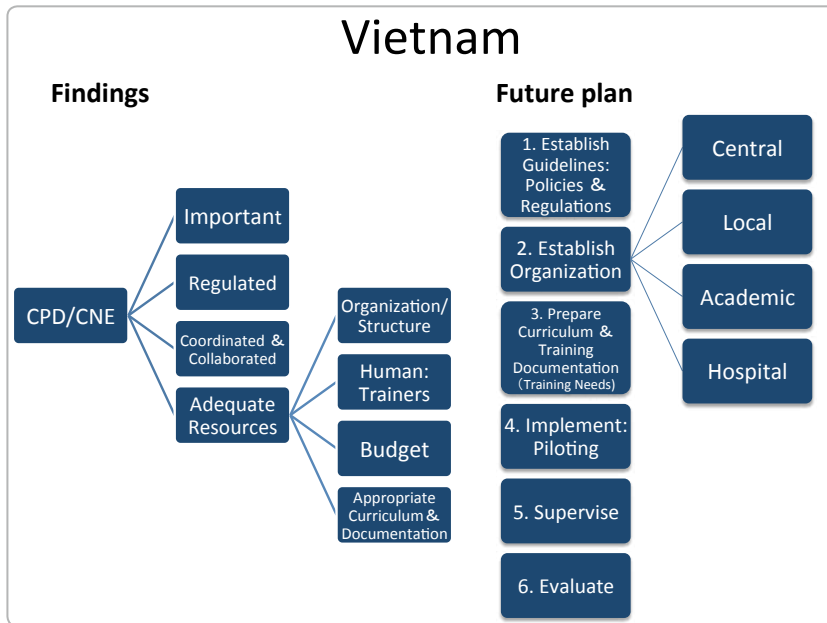 Vietnam
Findings
CPD/CNE
Important
Regulated
Coordinated &
Collaborated
Adequate
Resources
Organization/
Structure
Human:
Trainers
Budget
Appropriate
Curriculum &
Documentation
Future plan
1. Establish
Guidelines:
Policies &
Regulations
2. Establish
Organization
3. Prepare
Curriculum &
Training
Documentation
(Training Needs)
4. Implement:
Piloting
5. Supervise
6. Evaluate
Central
Local
Academic
Hospital